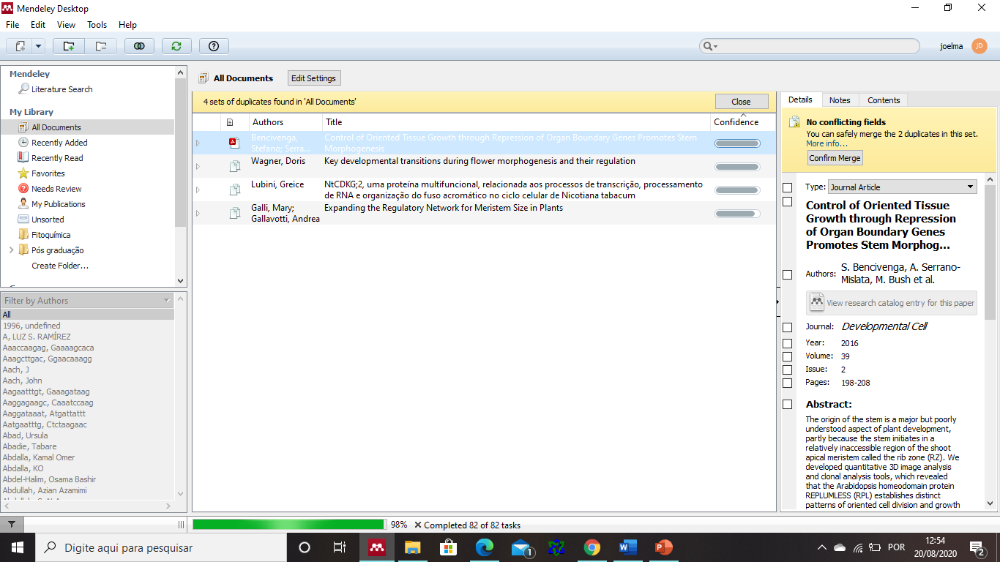 Mendeley Desktop
File Edit View Tools Help
joelma JD
Mendeley
Literature Search
My Library
All Documents
Recently Added
Recently Read
Favorites
Needs Review
My Publications
Unsorted
Fitoquímica
Pós graduação
Create Folder...
Filter by Authors
All
1996, undefined
A, LUZ S. RAMÍREZ
Aaaccaagag, Gaaaagcaca
Aaagcttgac, Ggaacaaagg
Aach, J
Aach, John
Aagaatttgt, Gaaagataag
Aaggagaagc, Caaatccaag
Aaggataaat, Atgattattt
Aatgaatttg, Ctctaagaac
Abad, Ursula
Abadie, Tabare
Abdalla, Kamal Omer
Abdalla, KO
Abdel-Halim, Osama Bashir
Abdullah, Azian Azamimi
All Documents Edit Settings
4 sets of duplicates found in 'All Documents' Close
Authors Title Confidence
Bencivenga, Control of Oriented Tissue Growth through Repression of Organ Boundary Genes Promotes Stem
Stefano; Serra... Morphogenesis
Wagner, Doris Key developmental transitions during flower morphogenesis and their regulation
Lubini, Greice NtCDKG;2, uma proteína multifuncional, relacionada aos processos de transcrição, processamento
de RNA e organização do fuso acromático no ciclo celular de Nicotiana tabacum
Galli, Mary; Expanding the Regulatory Network for Meristem Size in Plants
Gallavotti, Andrea
Details Notes Contents
No conflicting fields
You can safely merge the 2 duplicates in this set.
More info...
Confirm Merge
Type: Journal Article
Control of Oriented Tissue
Growth through Repression
of Organ Boundary Genes
Promotes Stem Morphog...
Authors: S. Bencivenga, A. Serrano-
Mislata, M. Bush et al.
View research catalog entry for this paper
Journal: Developmental Cell
Year: 2016
Volume: 39
Issue: 2
Pages: 198-208
Abstract:
The origin of the stem is a major but poorly
understood aspect of plant development,
partly because the stem initiates in a
relatively inaccessible region of the shoot
apical meristem called the rib zone (RZ). We
developed quantitative 3D image analysis
and clonal analysis tools, which revealed
that the Arabidopsis homeodomain protein
REPLUMLESS (RPL) establishes distinct
patterns of oriented cell division and growth
98% Completed 82 of 82 tasks
Digite aqui para pesquisar
1
POR
12:54
20/08/2020
2